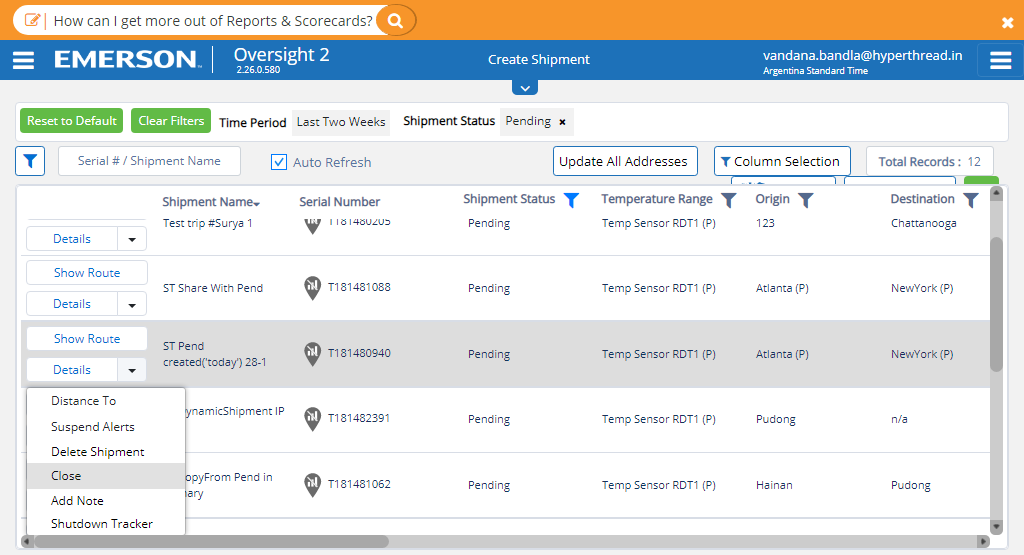 How can I get more out of Reports & Scorecards?
EMERSON
Oversight 2
2.26.0.580
Create Shipment
vandana.bandla@hyperthread.in
Argentina Standard Time
Reset to Default
Clear Filters
Time Period
Last Two Weeks
Shipment Status
Pending ×
Serial # / Shipment Name
Auto Refresh
Update All Addresses
Column Selection
Total Records : 12
Shipment Name
Serial Number
Shipment Status
Temperature Range
Origin
Destination
Details
Test trip #Surya 1
T181480205
Pending
Temp Sensor RDT1 (P)
123
Chattanooga
Show Route
Details
ST Share With Pend
T181481088
Pending
Temp Sensor RDT1 (P)
Atlanta (P)
NewYork (P)
Show Route
Details
ST Pend
created('today') 28-1
T181480940
Pending
Temp Sensor RDT1 (P)
Atlanta (P)
NewYork (P)
Distance To
Suspend Alerts
Delete Shipment
Close
Add Note
Shutdown Tracker
ynamicShipment IP
T181482391
Pending
Temp Sensor RDT1 (P)
Pudong
n/a
opyFrom Pend in
T181481062
Pending
Temp Sensor RDT1 (P)
Hainan
Pudong